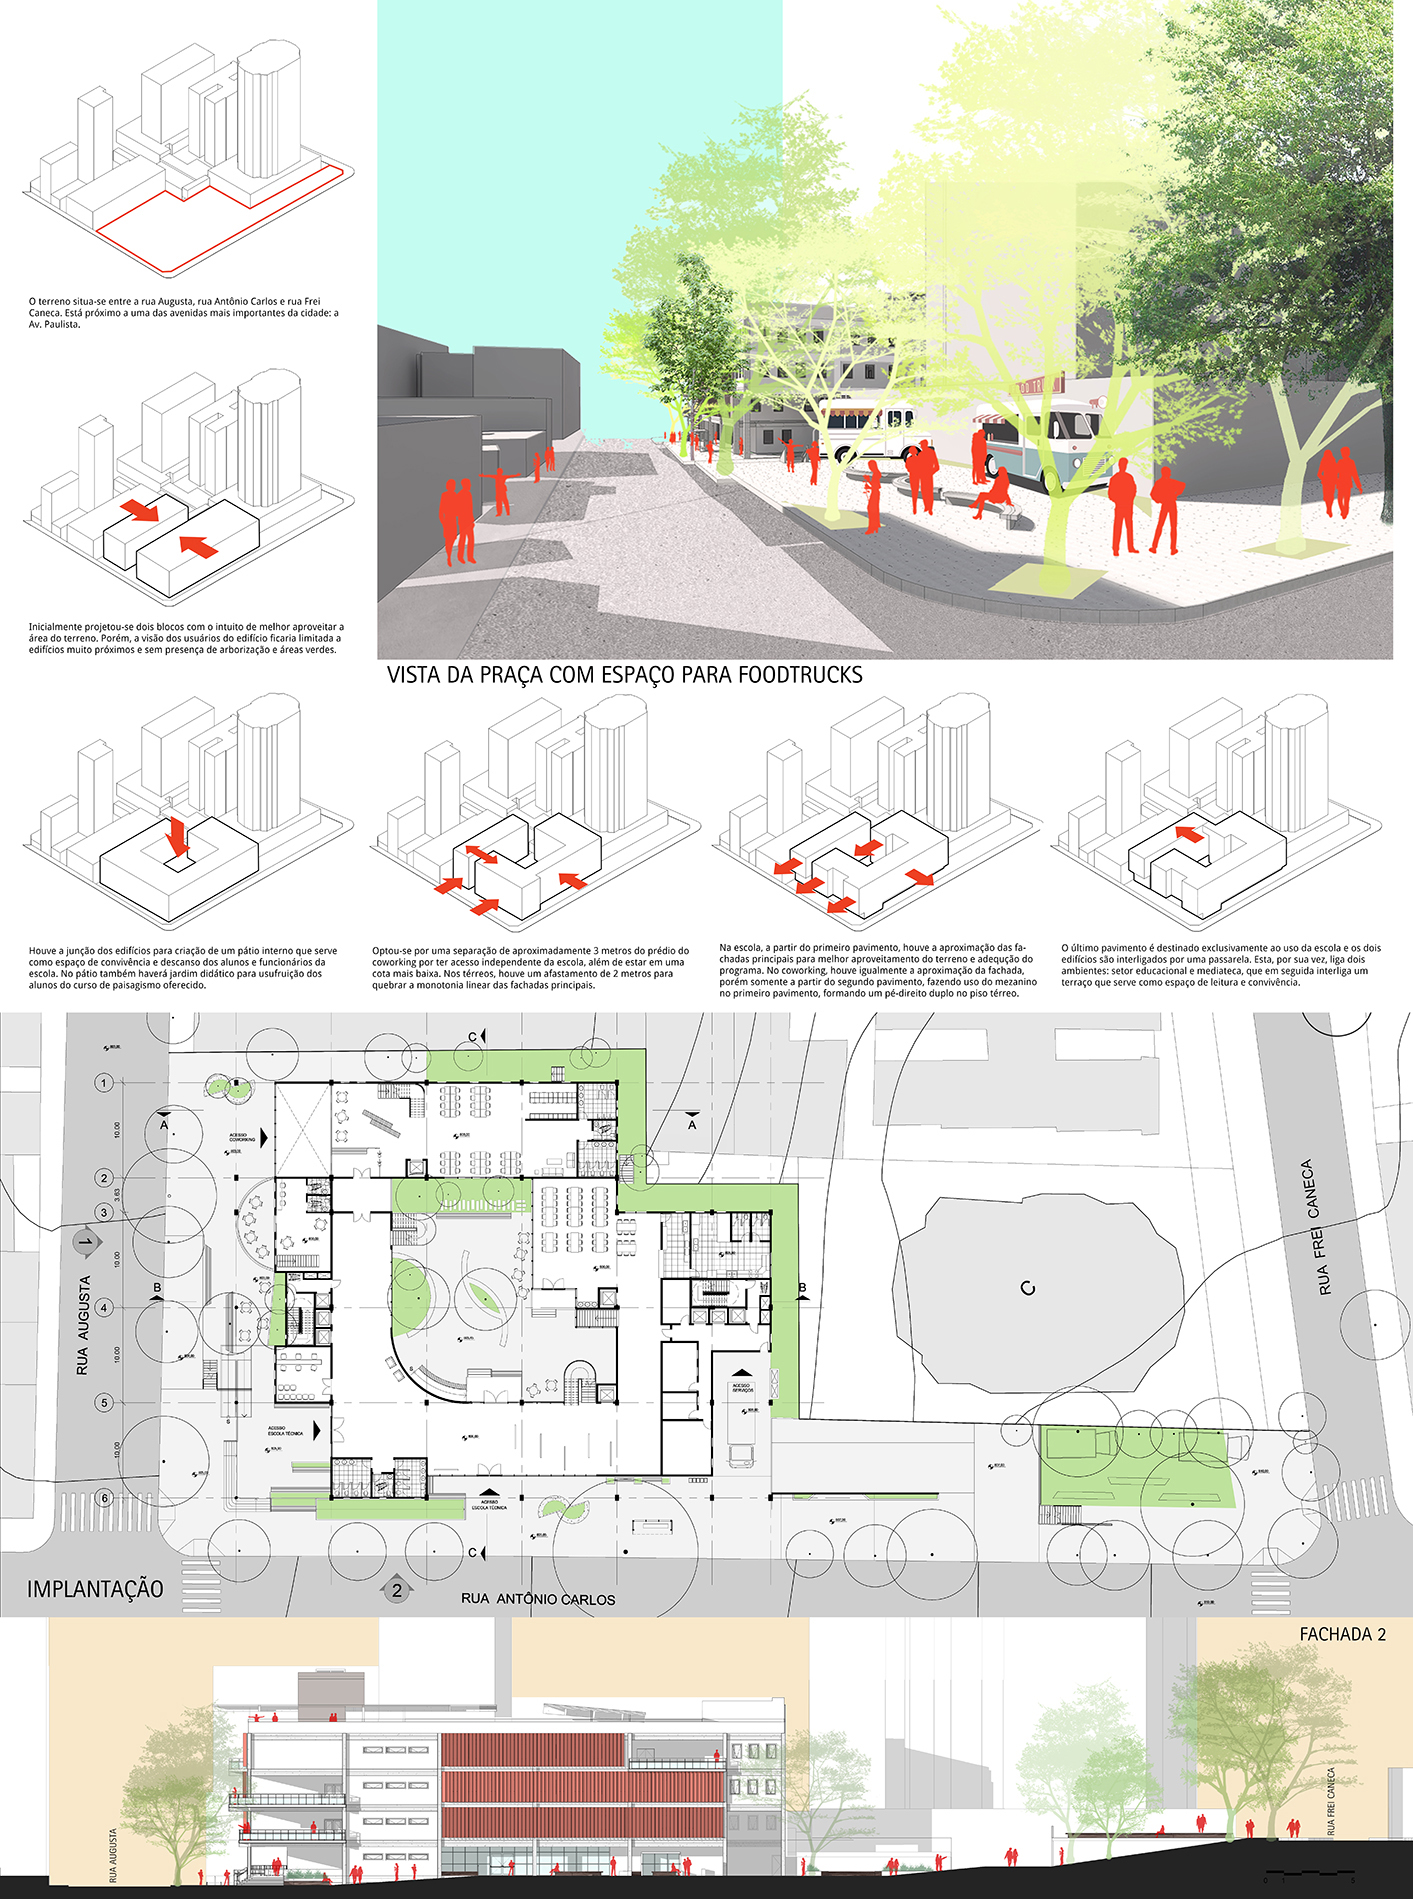 O terreno situa-se entre a rua Augusta, rua Antônio Carlos e rua Frei
Caneca. Está próximo a uma das avenidas mais importantes da cidade: a
Av. Paulista.
Inicialmente projetou-se dois blocos com o intuito de melhor aproveitar a
área do terreno. Porém, a visão dos usuários do edifício ficaria limitada a
edifícios muito próximos e sem presença de arborização e áreas verdes.
VISTA DA PRAÇA COM ESPAÇO PARA FOODTRUCKS
Houve a junção dos edifícios para criação de um pátio interno que serve
como espaço de convivência e descanso dos alunos e funcionários da
escola. No pátio também haverá jardim didático para usufruição dos
alunos do curso de paisagismo oferecido.
Optou-se por uma separação de aproximadamente 3 metros do prédio do
coworking por ter acesso independente da escola, além de estar em uma
cota mais baixa. Nos térreos, houve um afastamento de 2 metros para
quebrar a monotonia linear das fachadas principais.
Na escola, a partir do primeiro pavimento, houve a aproximação das fa-
chadas principais para melhor aproveitamento do terreno e adequção do
programa. No coworking, houve igualmente a aproximação da fachada,
porém somente a partir do segundo pavimento, fazendo uso do mezanino
no primeiro pavimento, formando um pé-direito duplo no piso térreo.
O último pavimento é destinado exclusivamente ao uso da escola e os dois
edifícios são interligados por uma passarela. Esta, por sua vez, liga dois
ambientes: setor educacional e mediateca, que em seguida interliga um
terraço que serve como espaço de leitura e convivência.
C
1
A
A
10.00
ACESSO
COWORKING
2
3.63
3
1
10.00
B
B
4
RUA AUGUSTA
10.00
5
S
S
ACESSO
ESCOLA TÉCNICA
ACESSO
SERVIÇOS
10.00
6
ACESSO
ESCOLA TÉCNICA
C
C
RUA FREI CANECA
IMPLANTAÇÃO
2
RUA ANTÔNIO CARLOS
FACHADA 2
RUA AUGUSTA
RUA FREI CANECA
0 1 5